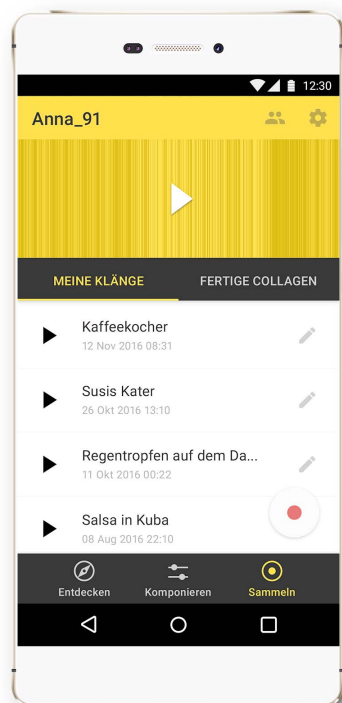 12:30
Anna_91
MEINE KLÄNGE FERTIGE COLLAGEN
Kaffeekocher
12 Nov 2016 08:31
Susis Kater
26 Okt 2016 13:10
Regentropfen auf dem Da...
11 Okt 2016 00:22
Salsa in Kuba
08 Aug 2016 22:10
Entdecken Komponieren Sammeln